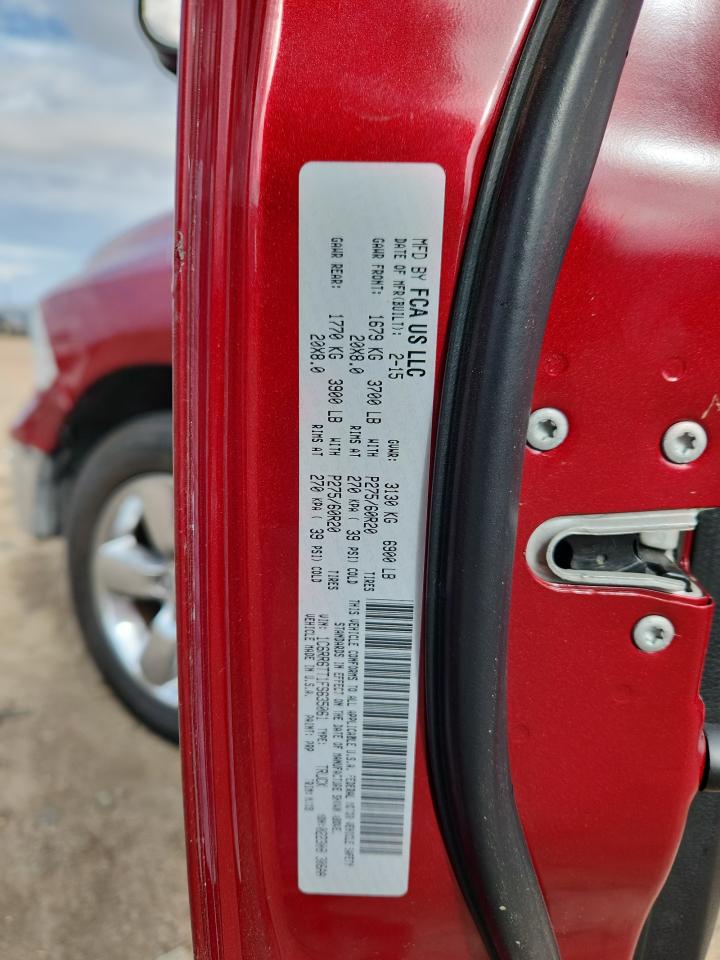 MFD BY FCA US LLC
DATE OF MFR(BUILT): 2-15 GVWR: 3130 KG 6900 LB
GAWR FRONT: 1679 KG 3700 LB WITH P275/60R20 TIRES
20X8.0 RIMS AT 270 KPA ( 39 PSI) COLD
GAWR REAR: 1770 KG 3900 LB WITH P275/60R20 TIRES
20X8.0 RIMS AT 270 KPA ( 39 PSI) COLD
THIS VEHICLE CONFORMS TO ALL APPLICABLE U.S.A. FEDERAL MOTOR VEHICLE SAFETY
STANDARDS IN EFFECT ON THE DATE OF MANUFACTURE SHOWN ABOVE.
VIN: 1C6RR6TT1FS635061 TYPE: TRUCK
VEHICLE MADE IN U.S.A. PAINT: PRP